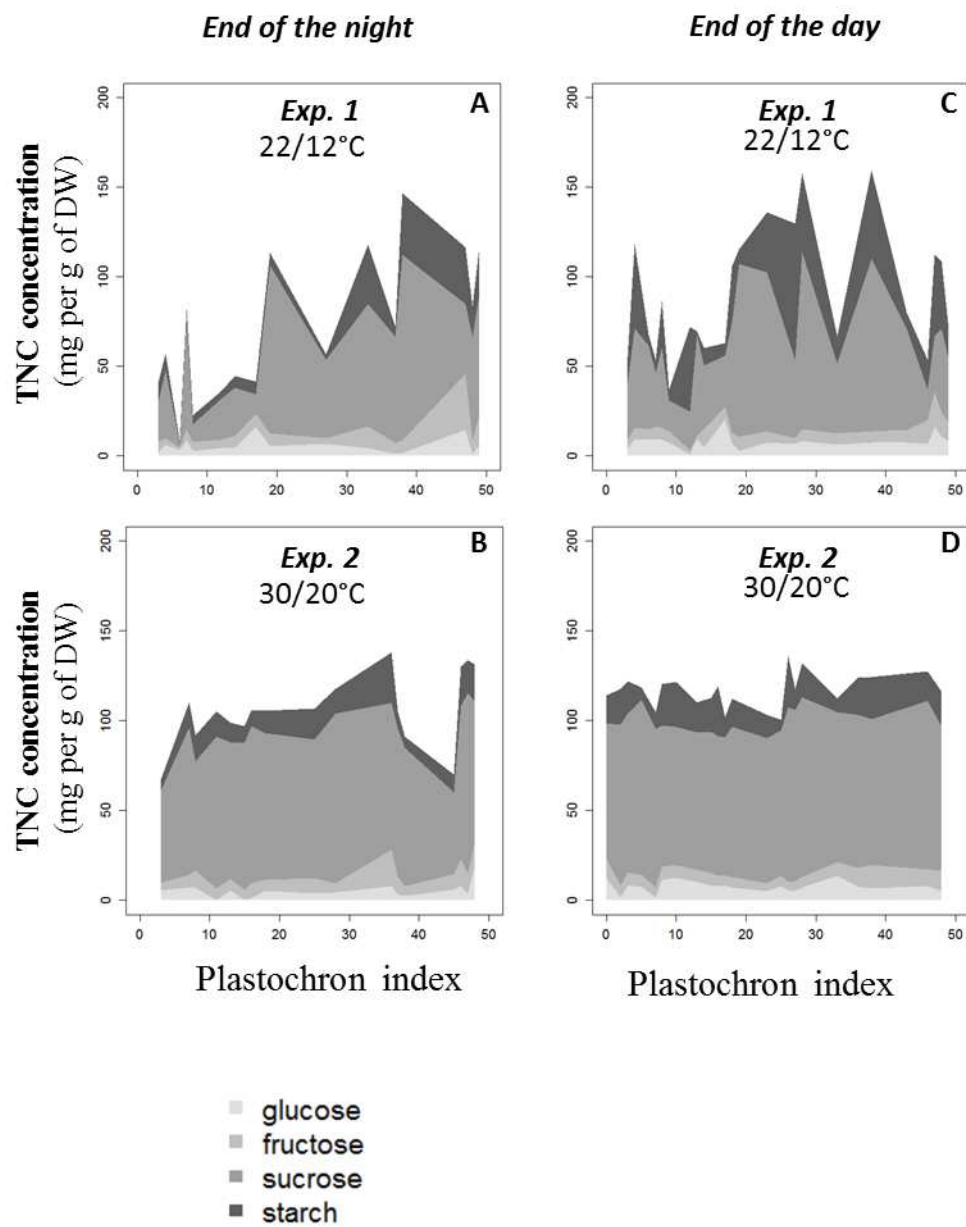 End of the night
End of the day
TNC concentration
(mg per g of DW)
200
150
100
50
0
Exp. 1
22/12°C
A
0 10 20 30 40 50
200
150
100
50
0
Exp. 1
22/12°C
C
0 10 20 30 40 50
TNC concentration
(mg per g of DW)
200
150
100
50
0
Exp. 2
30/20°C
B
0 10 20 30 40 50
200
150
100
50
0
Exp. 2
30/20°C
D
0 10 20 30 40 50
Plastochron index
Plastochron index
glucose
fructose
sucrose
starch